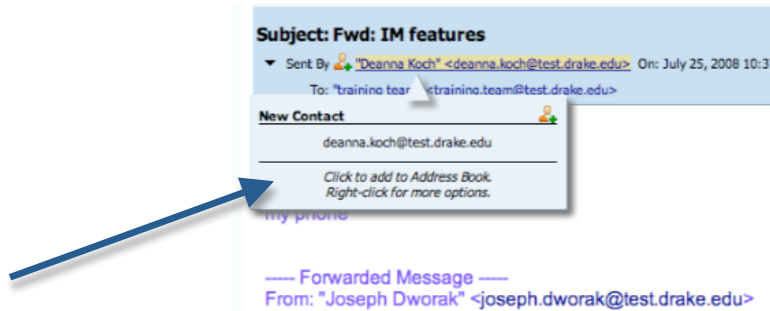 Subject: Fwd: IM features
Sent By "Deanna Koch" <deanna.koch@test.drake.edu> On: July 25, 2008 10:3
To: "training team" <training.team@test.drake.edu>
New Contact
deanna.koch@test.drake.edu
Click to add to Address Book.
Right-click for more options.
my phone
----- Forwarded Message -----
From: "Joseph Dworak" <joseph.dworak@test.drake.edu>